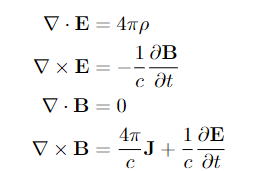 ∇ · E = 4πρ
∇ × E = −(1/c) ∂B/∂t
∇ · B = 0
∇ × B = (4π/c) J + (1/c) ∂E/∂t